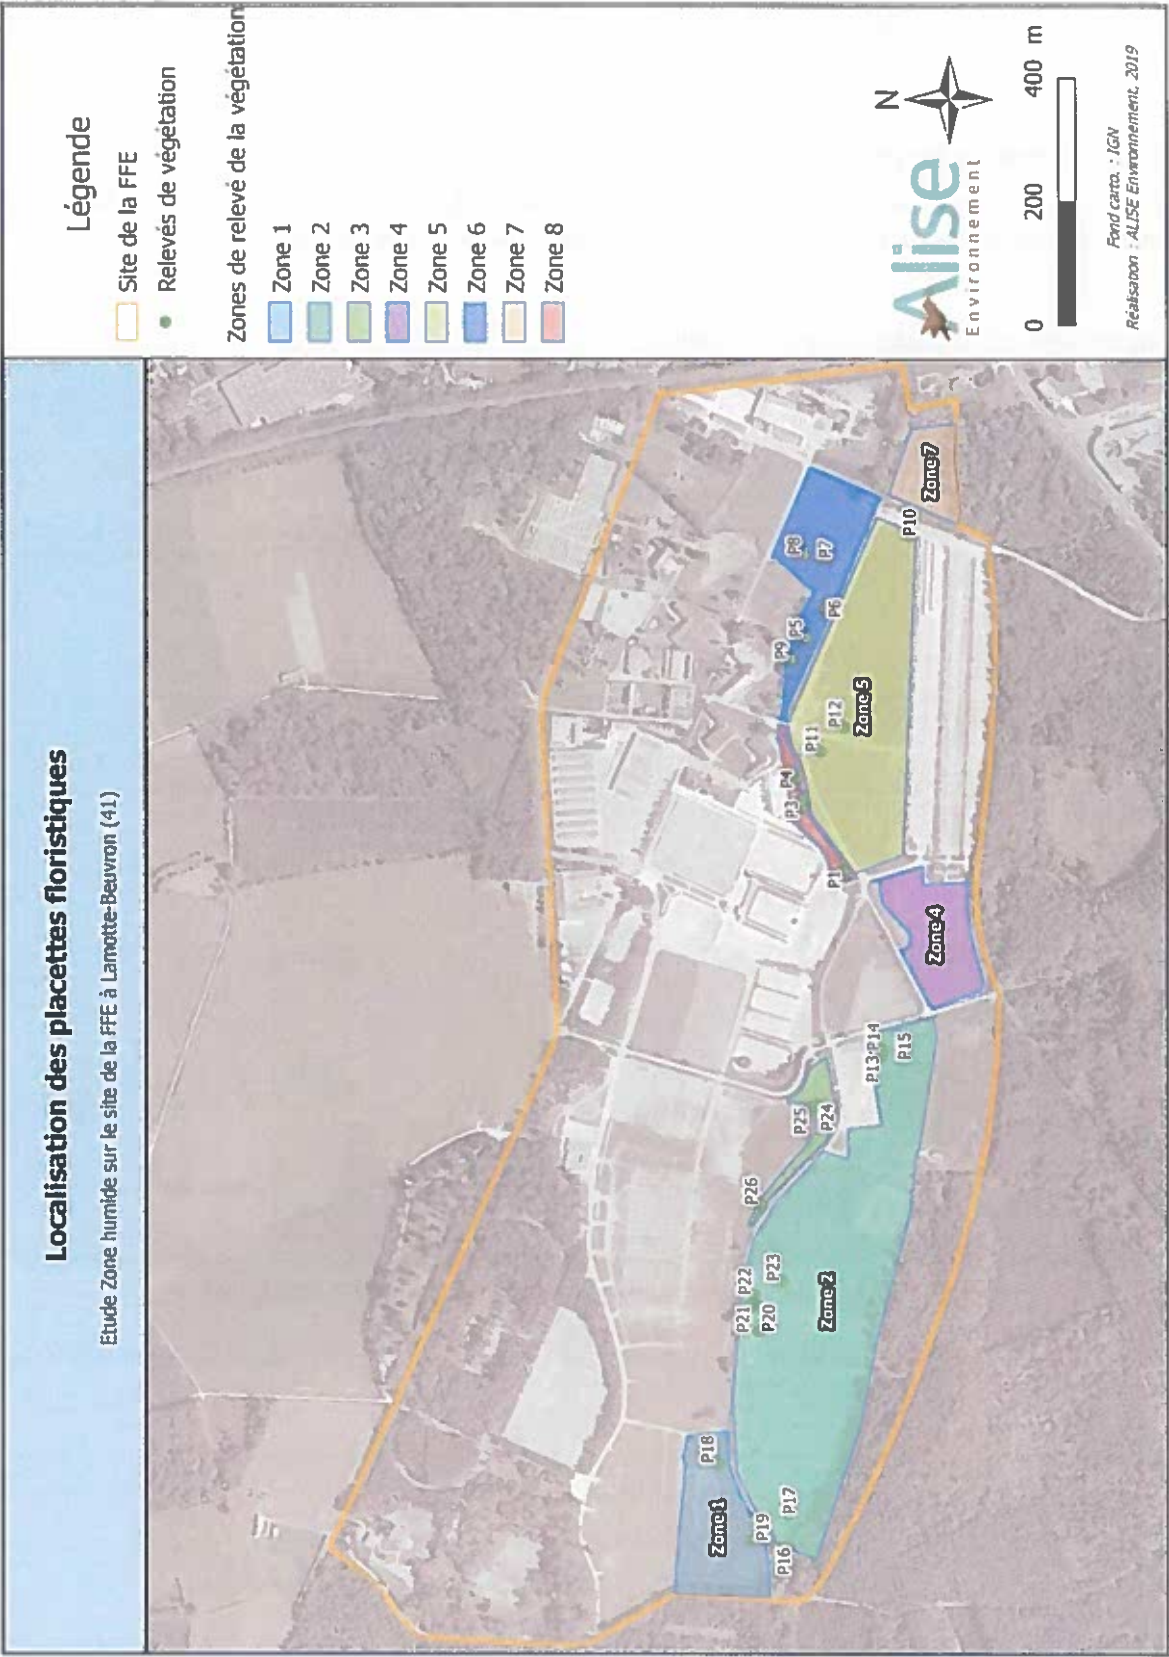 Localisation des placettes floristiques
Etude Zone humide sur le site de la FFE à Lamotte-Beuvron (41)
Légende
Site de la FFE
Relevés de végétation
Zones de relevé de la végétation
Zone 1
Zone 2
Zone 3
Zone 4
Zone 5
Zone 6
Zone 7
Zone 8
N
Alise
Environnement
0 200 400 m
Fond carto. : IGN
Réalisation : ALISE Environnement, 2019
Zone 1
P18
P19
P16
P17
P21
P22
P20
P23
Zone 2
P26
P25
P24
P13
P14
P15
Zone 4
P1
P3
P4
P11
P12
Zone 5
P9
P5
P6
P8
P7
P10
Zone 7